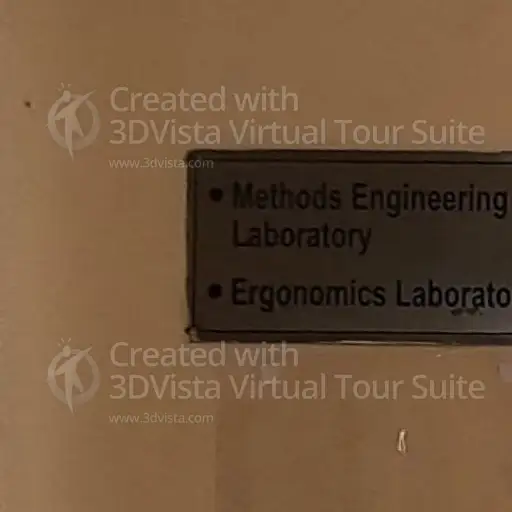 Created with
3DVista Virtual Tour Suite
www.3dvista.com
• Methods Engineering
Laboratory
• Ergonomics Laborato
Created with
3DVista Virtual Tour Suite
www.3dvista.com